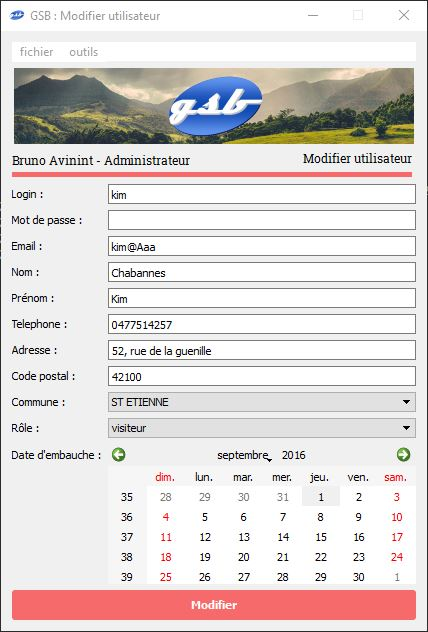 GSB : Modifier utilisateur
fichier outils
gsb
Bruno Avinint - Administrateur Modifier utilisateur
Login : kim
Mot de passe :
Email : kim@Aaa
Nom : Chabannes
Prénom : Kim
Telephone : 0477514257
Adresse : 52, rue de la guenille
Code postal : 42100
Commune : ST ETIENNE
Rôle : visiteur
Date d'embauche : septembre 2016
dim. lun. mar. mer. jeu. ven. sam.
35 28 29 30 31 1 2 3
36 4 5 6 7 8 9 10
37 11 12 13 14 15 16 17
38 18 19 20 21 22 23 24
39 25 26 27 28 29 30 1
Modifier